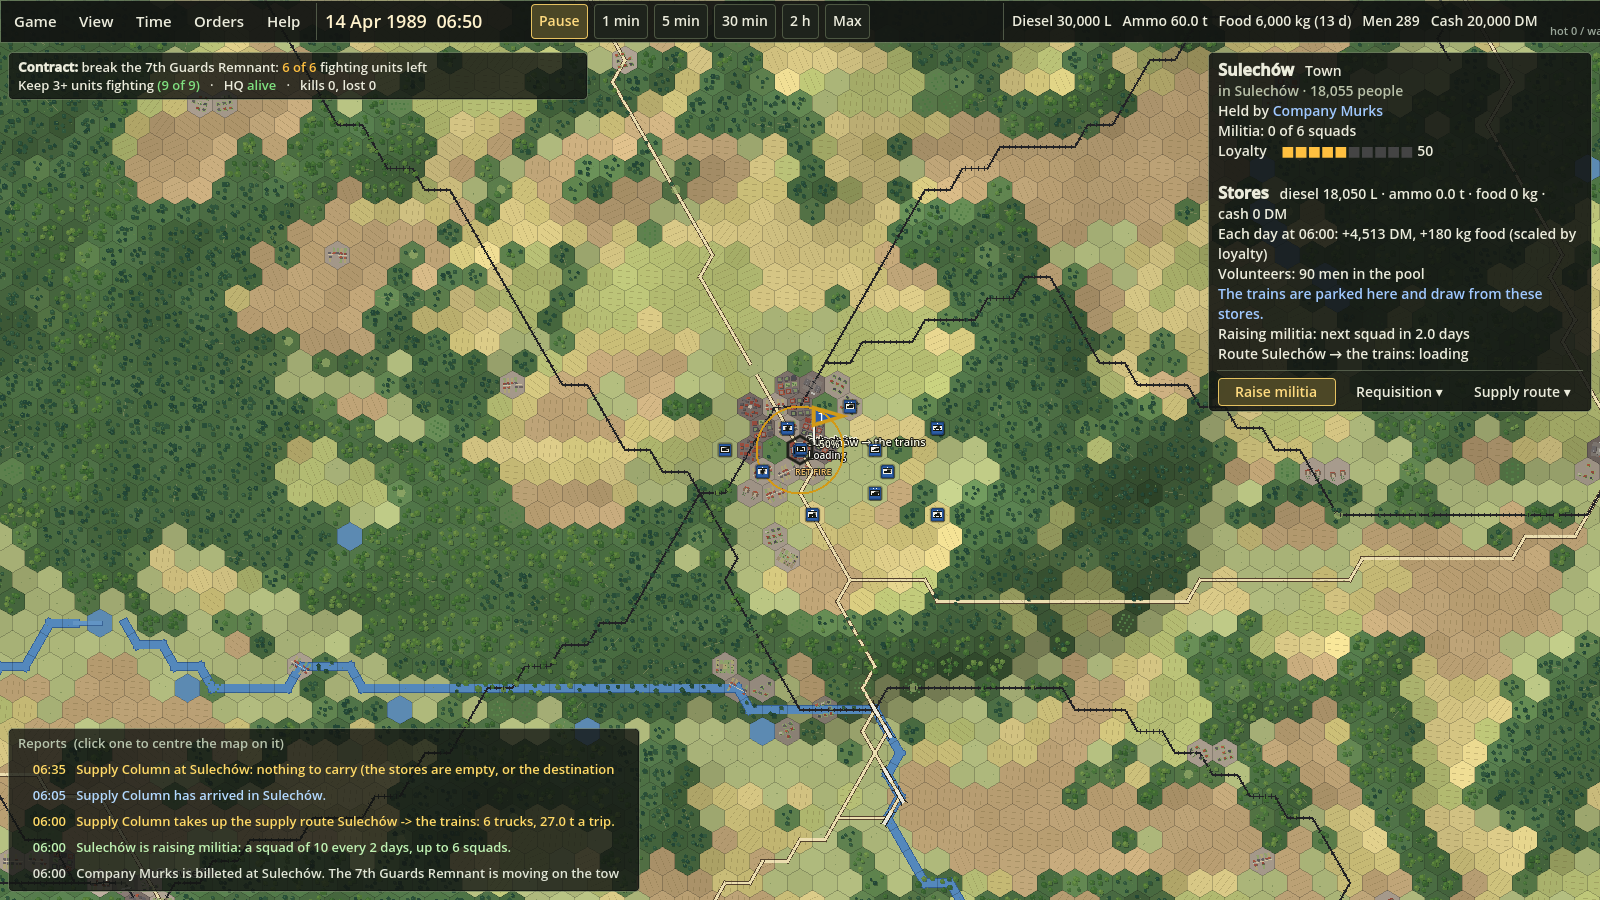 Game View Time Orders Help 14 Apr 1989 06:50 Pause 1 min 5 min 30 min 2 h Max Diesel 30,000 L Ammo 60.0 t Food 6,000 kg (13 d) Men 289 Cash 20,000 DM
hot 0 /
Contract: break the 7th Guards Remnant: 6 of 6 fighting units left
Keep 3+ units fighting (9 of 9) · HQ alive · kills 0, lost 0
Sulechów Town
in Sulechów · 18,055 people
Held by Company Murks
Militia: 0 of 6 squads
Loyalty 50
Stores diesel 18,050 L · ammo 0.0 t · food 0 kg ·
cash 0 DM
Each day at 06:00: +4,513 DM, +180 kg food (scaled by
loyalty)
Volunteers: 90 men in the pool
The trains are parked here and draw from these
stores.
Raising militia: next squad in 2.0 days
Route Sulechów → the trains: loading
Raise militia Requisition ▾ Supply route ▾
→ the trains
50%
Loading
RET FIRE
Reports (click one to centre the map on it)
06:35 Supply Column at Sulechów: nothing to carry (the stores are empty, or the destination
06:05 Supply Column has arrived in Sulechów.
06:00 Supply Column takes up the supply route Sulechów -> the trains: 6 trucks, 27.0 t a trip.
06:00 Sulechów is raising militia: a squad of 10 every 2 days, up to 6 squads.
06:00 Company Murks is billeted at Sulechów. The 7th Guards Remnant is moving on the tow